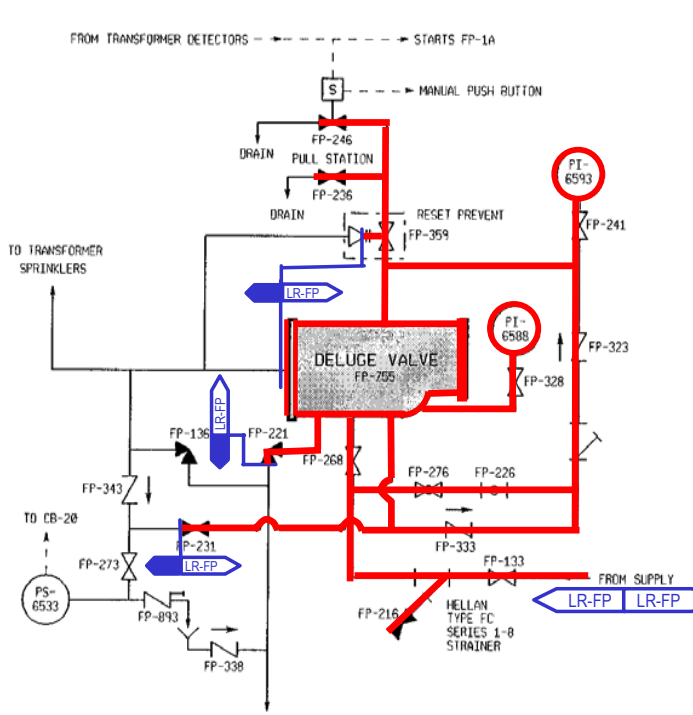 FROM TRANSFORMER DETECTORS
STARTS FP-1A
S
MANUAL PUSH BUTTON
FP-246
DRAIN
PULL STATION
FP-236
DRAIN
PI-
6593
RESET PREVENT
FP-241
FP-359
TO TRANSFORMER
SPRINKLERS
LR-FP
PI-
6588
DELUGE VALVE
FP-755
FP-323
FP-328
LR-FP
FP-136
FP-221
FP-268
FP-276
FP-226
FP-343
TO CB-20
FP-231
FP-333
FP-273
LR-FP
FP-133
FROM SUPPLY
PS-
6533
LR-FP
LR-FP
FP-893
FP-216
HELLAN
TYPE FC
SERIES 1-8
STRAINER
FP-338